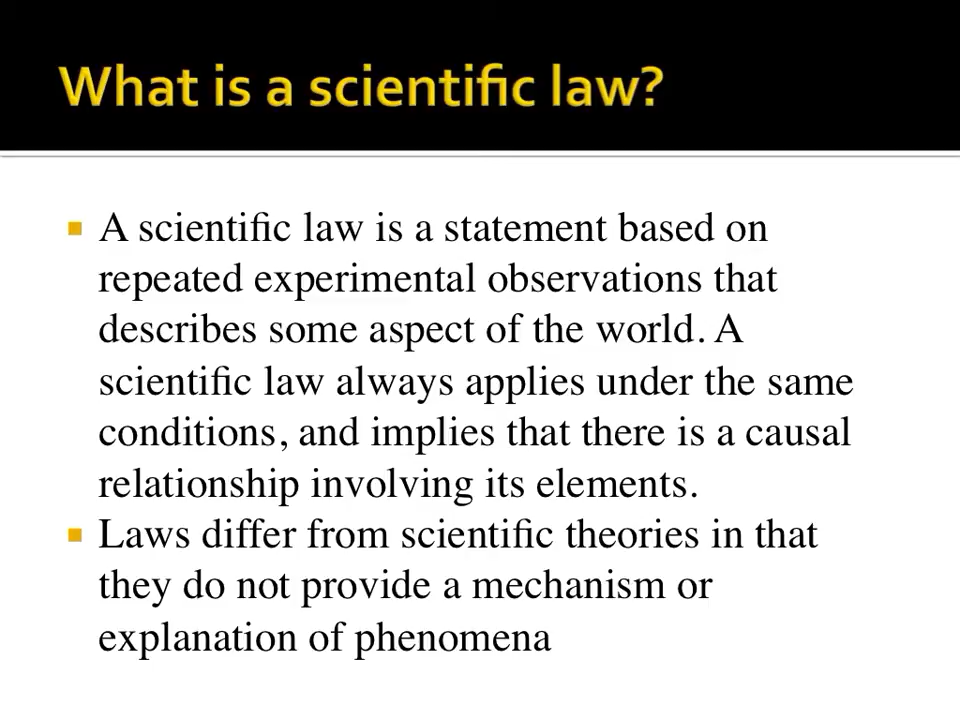 What is a scientific law?
A scientific law is a statement based on
repeated experimental observations that
describes some aspect of the world. A
scientific law always applies under the same
conditions, and implies that there is a causal
relationship involving its elements.
Laws differ from scientific theories in that
they do not provide a mechanism or
explanation of phenomena